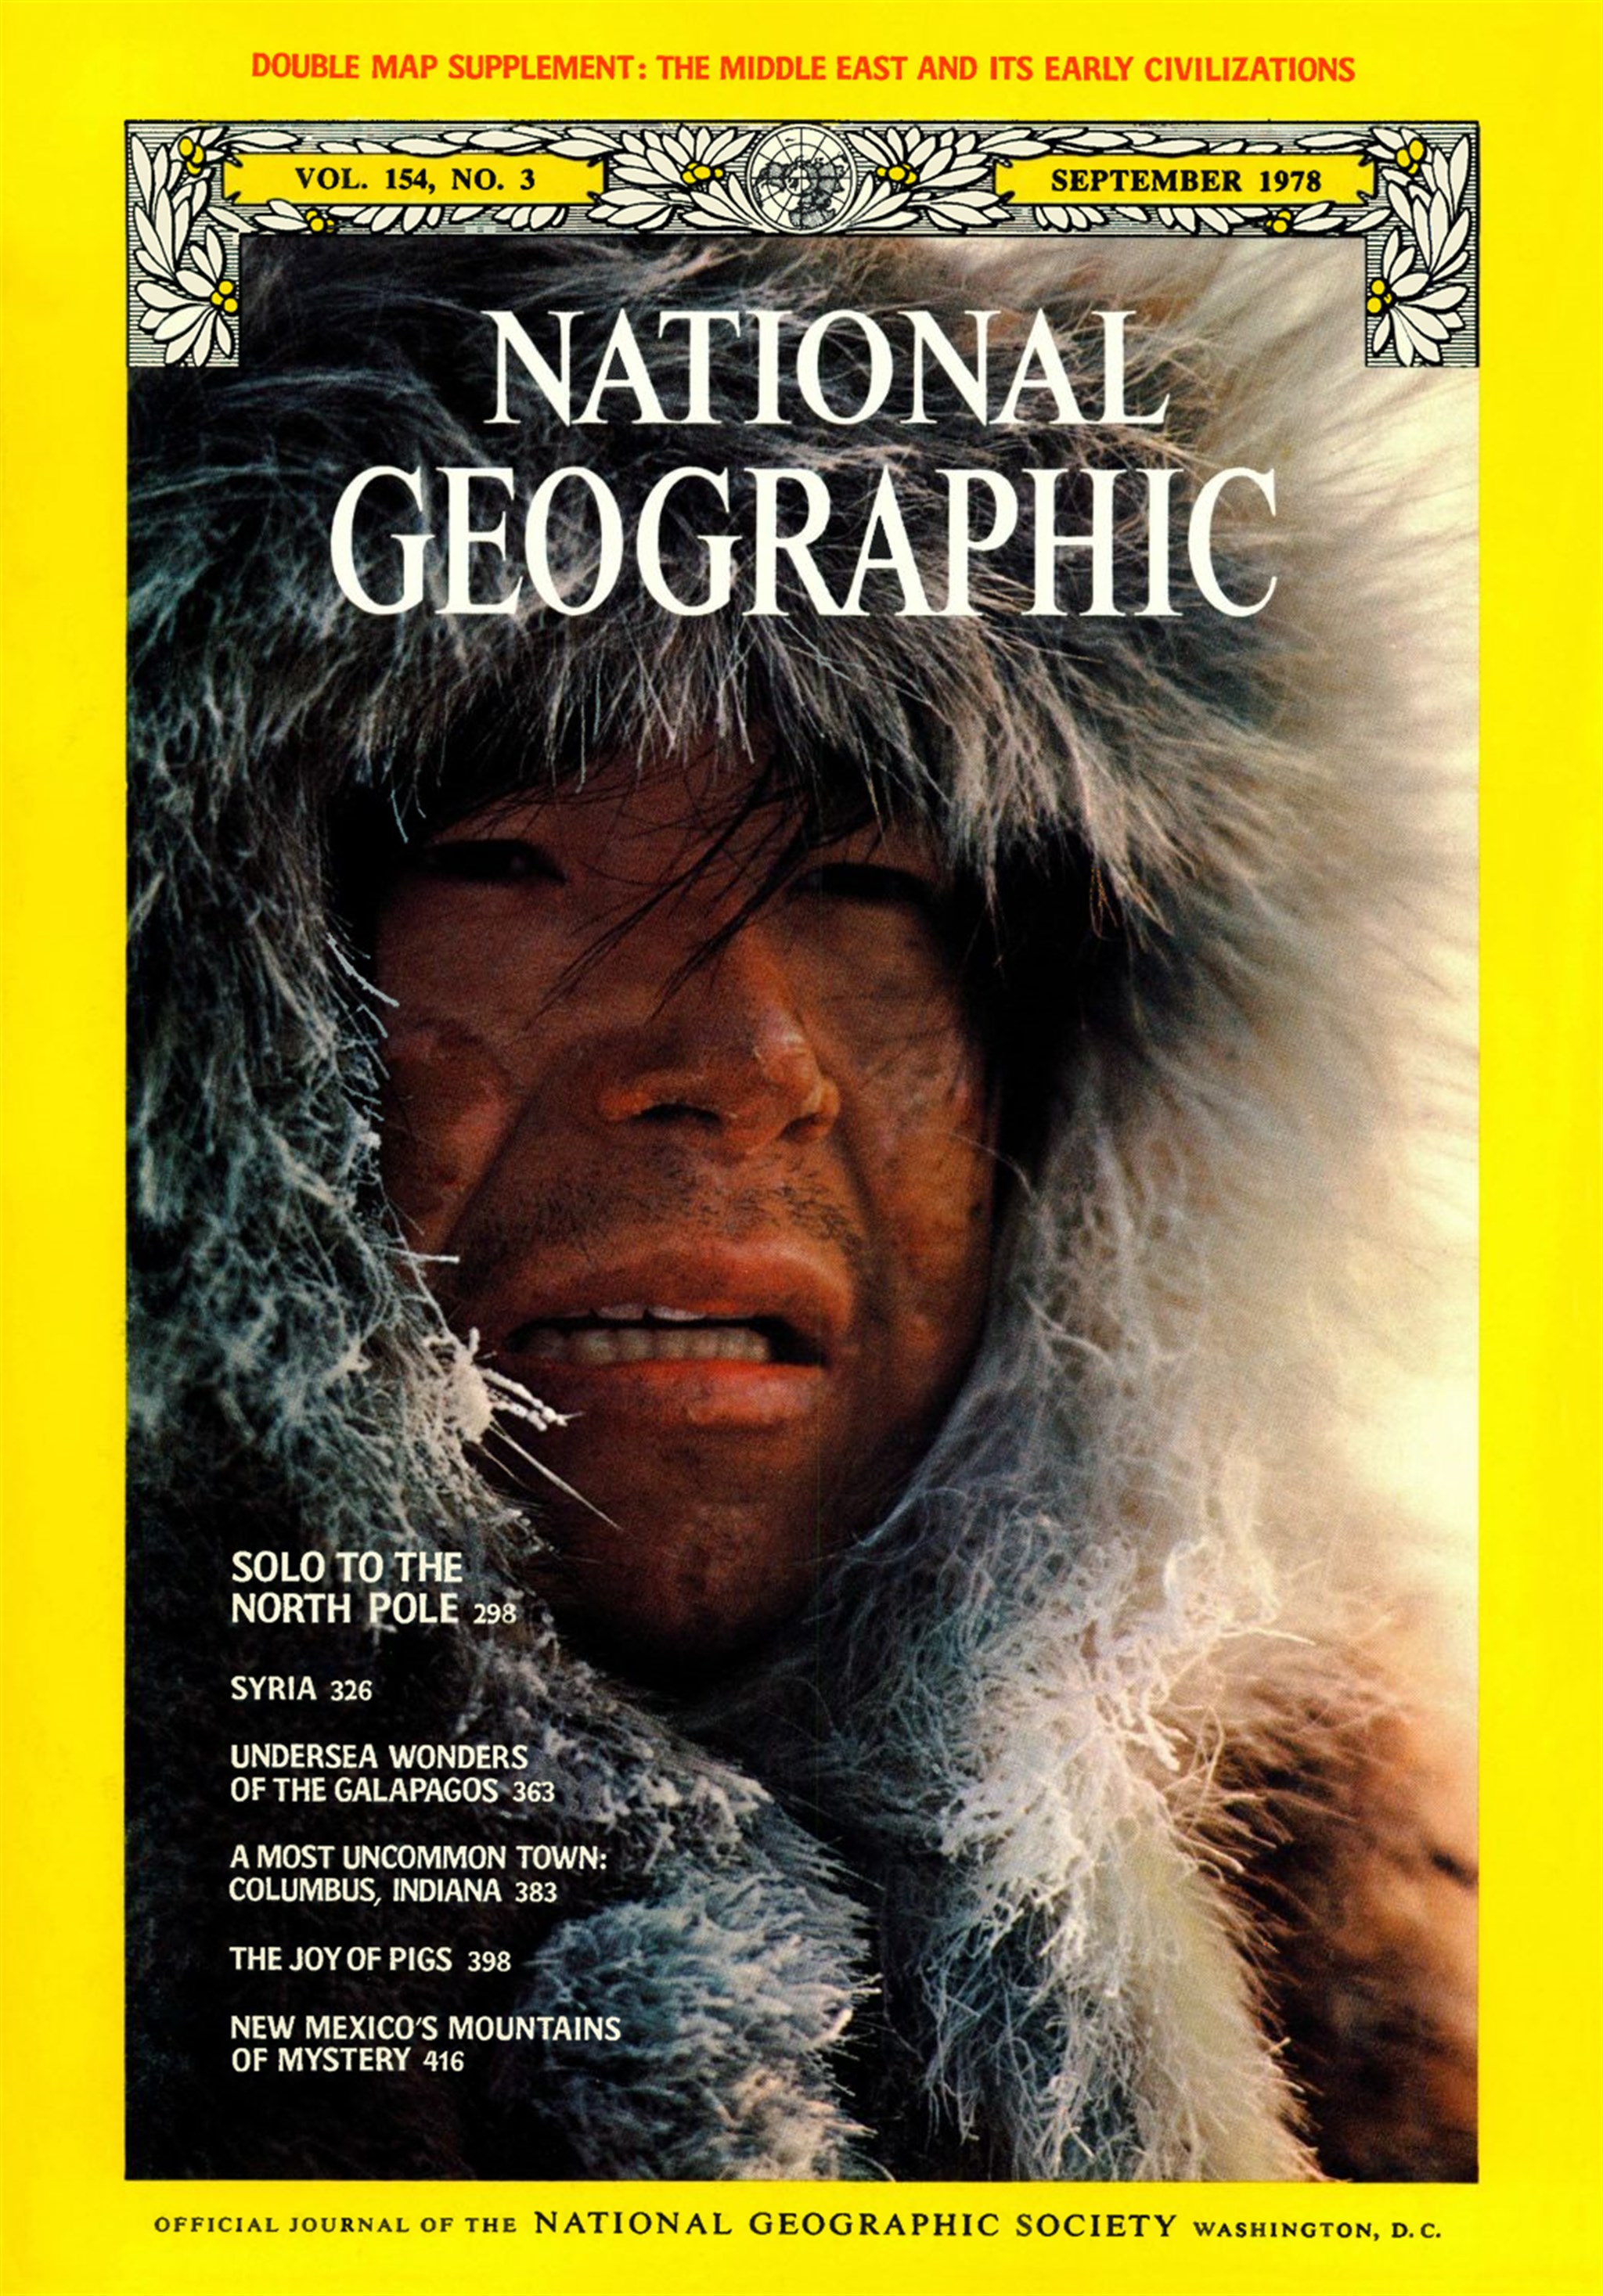 DOUBLE MAP SUPPLEMENT: THE MIDDLE EAST AND ITS EARLY CIVILIZATIONS
VOL. 154, NO. 3
SEPTEMBER 1978
NATIONAL
GEOGRAPHIC
SOLO TO THE
NORTH POLE 298
SYRIA 326
UNDERSEA WONDERS
OF THE GALAPAGOS 363
A MOST UNCOMMON TOWN:
COLUMBUS, INDIANA 383
THE JOY OF PIGS 398
NEW MEXICO'S MOUNTAINS
OF MYSTERY 416
OFFICIAL JOURNAL OF THE NATIONAL GEOGRAPHIC SOCIETY WASHINGTON, D.C.